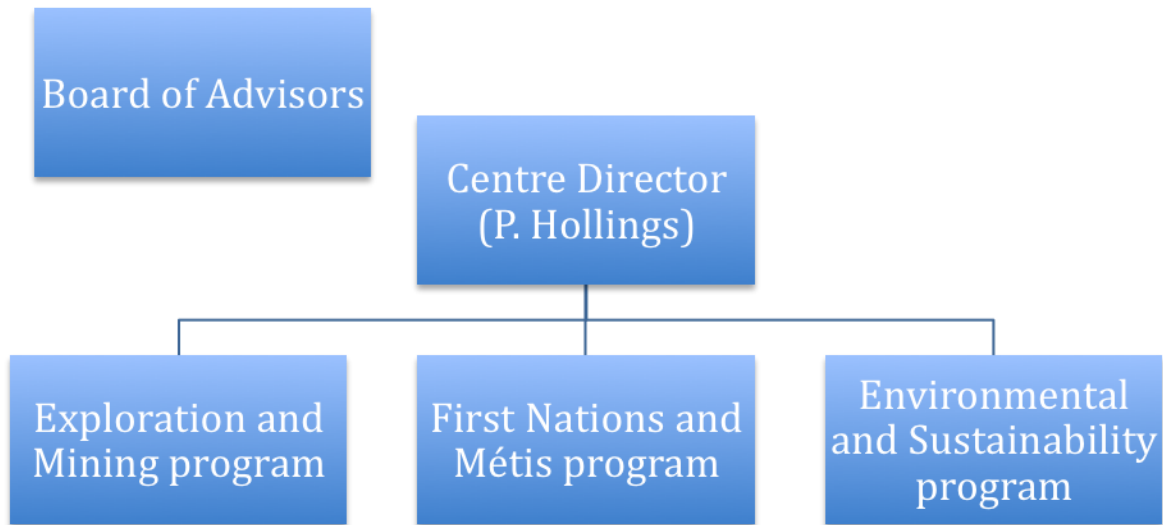 Board of Advisors
Centre Director
(P. Hollings)
Exploration and
Mining program
First Nations and
Métis program
Environmental
and Sustainability
program